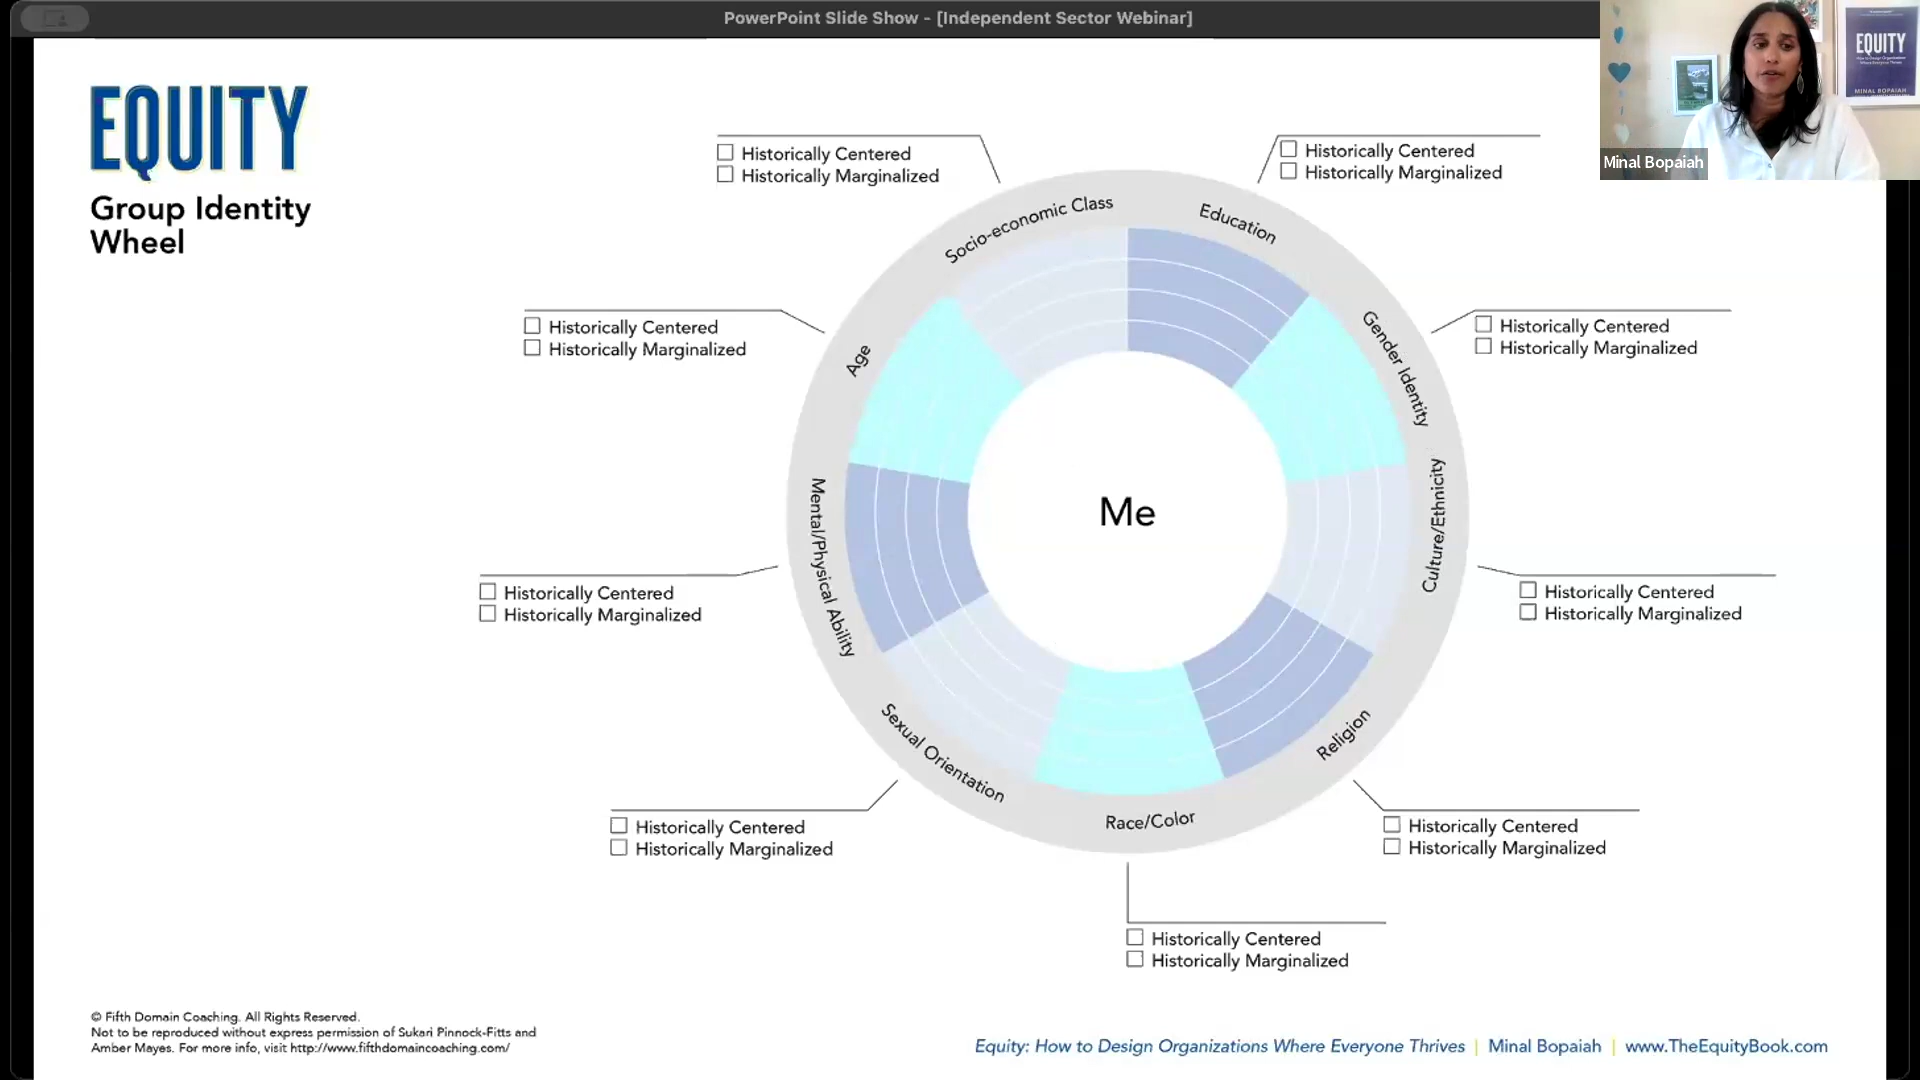 PowerPoint Slide Show - [Independent Sector Webinar]
EQUITY
MINAL BOPAIAH
Minal Bopaiah
EQUITY
Group Identity
Wheel
Historically Centered
Historically Marginalized
Historically Centered
Historically Marginalized
Socio-economic Class
Education
Historically Centered
Historically Marginalized
Age
Gender Identity
Historically Centered
Historically Marginalized
Me
Mental/Physical Ability
Culture/Ethnicity
Historically Centered
Historically Marginalized
Historically Centered
Historically Marginalized
Sexual Orientation
Religion
Race/Color
Historically Centered
Historically Marginalized
Historically Centered
Historically Marginalized
Historically Centered
Historically Marginalized
© Fifth Domain Coaching. All Rights Reserved.
Not to be reproduced without express permission of Sukari Pinnock-Fitts and
Amber Mayes. For more info, visit http://www.fifthdomaincoaching.com/
Equity: How to Design Organizations Where Everyone Thrives | Minal Bopaiah | www.TheEquityBook.com